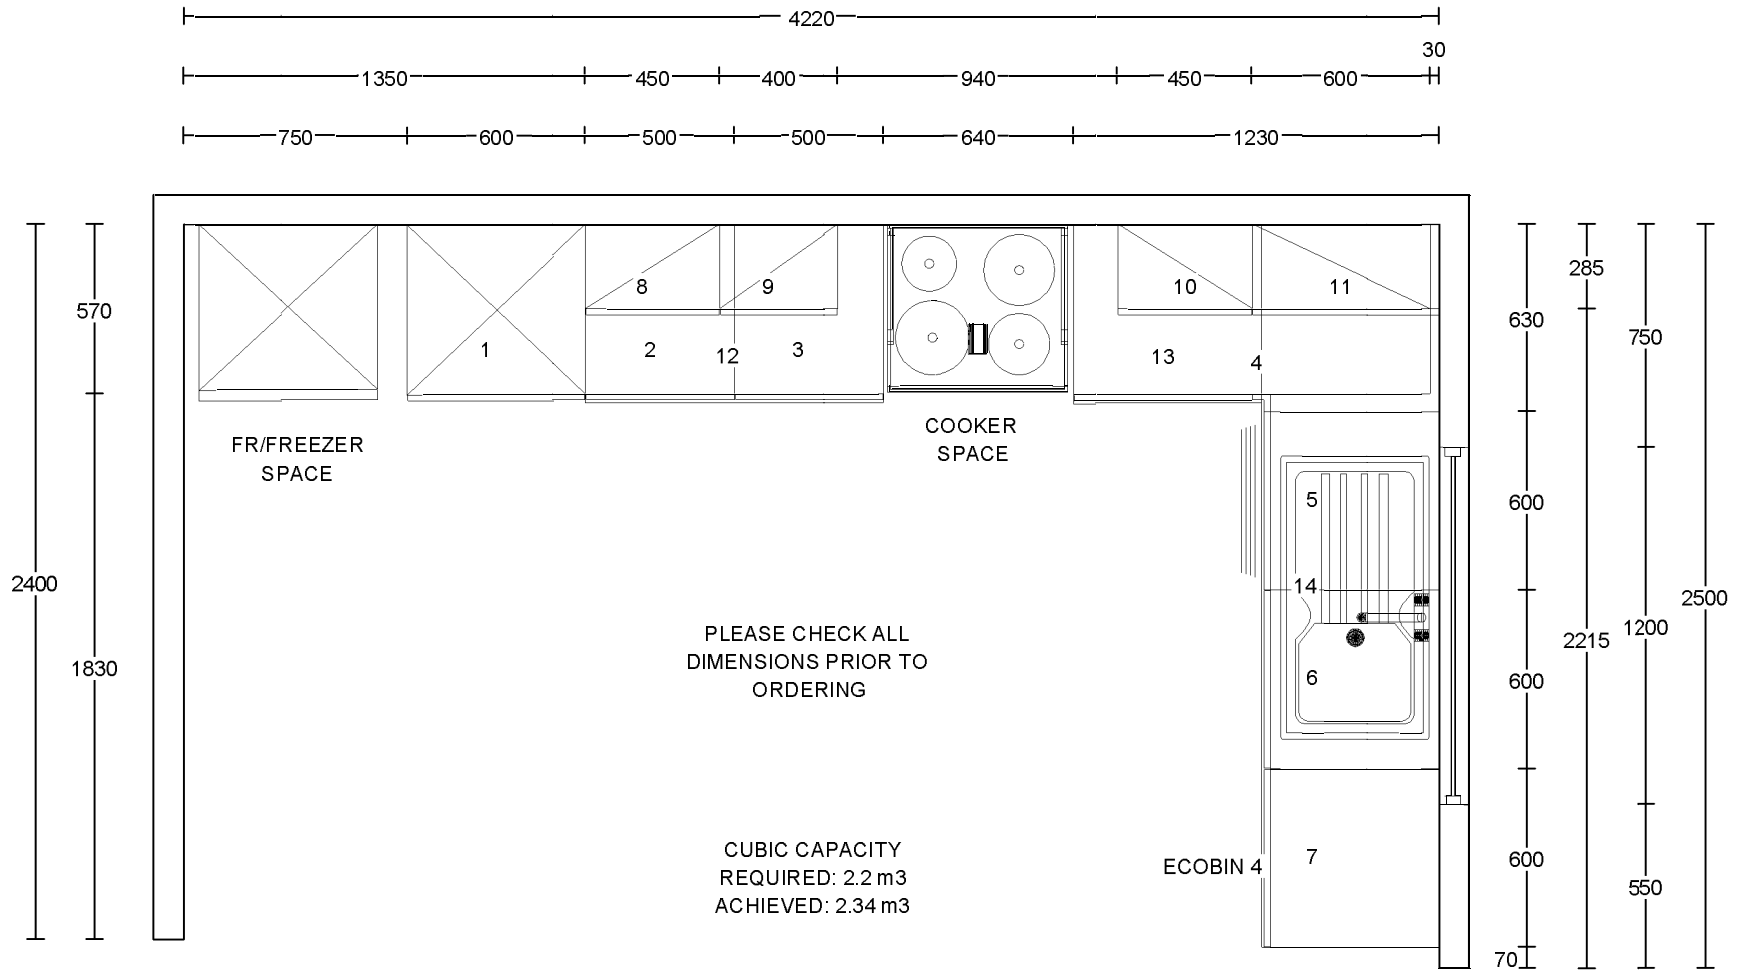 4220
30
1350 450 400 940 450 600
750 600 500 500 640 1230
285
8 9 10 11
570
630
750
1 2 12 3 13 4
COOKER
SPACE
FR/FREEZER
SPACE
5
600
2400
14
2500
PLEASE CHECK ALL
DIMENSIONS PRIOR TO
ORDERING
1200
2215
1830
6
600
CUBIC CAPACITY
REQUIRED: 2.2 m3
ACHIEVED: 2.34 m3
ECOBIN 4
7
600
550
70